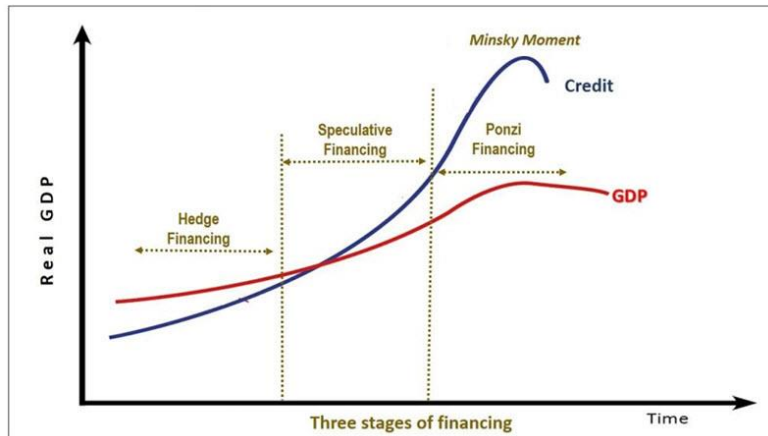 Minsky Moment
Credit
Speculative
Financing
Ponzi
Financing
GDP
Hedge
Financing
Real GDP
Time
Three stages of financing